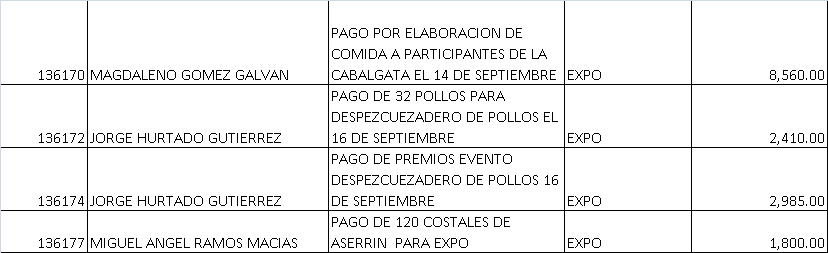 PAGO POR ELABORACION DE
COMIDA A PARTICIPANTES DE LA
136170 MAGDALENO GOMEZ GALVAN CABALGATA EL 14 DE SEPTIEMBRE EXPO 8,560.00
PAGO DE 32 POLLOS PARA
DESPEZCUEZADERO DE POLLOS EL
136172 JORGE HURTADO GUTIERREZ 16 DE SEPTIEMBRE EXPO 2,410.00
PAGO DE PREMIOS EVENTO
DESPEZCUEZADERO DE POLLOS 16
136174 JORGE HURTADO GUTIERREZ DE SEPTIEMBRE EXPO 2,985.00
PAGO DE 120 COSTALES DE
136177 MIGUEL ANGEL RAMOS MACIAS ASERRIN  PARA EXPO EXPO 1,800.00